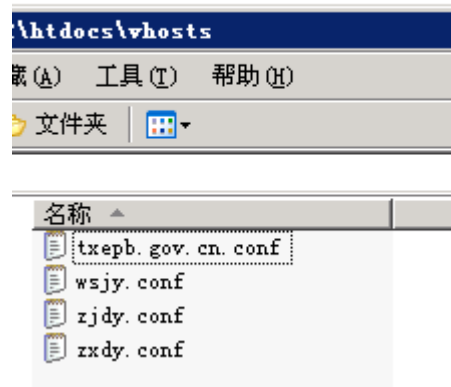 \htdocs\vhosts
藏(A) 工具(T) 帮助(H)
文件夹
名称
txepb.gov.cn.conf
wsjy.conf
zjdy.conf
zxdy.conf